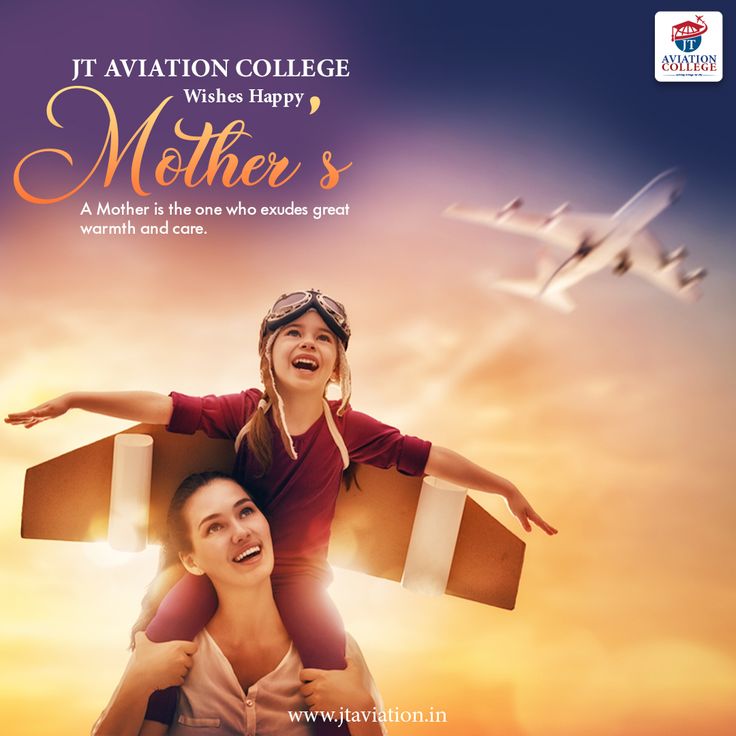 JT
AVIATION
COLLEGE
JT AVIATION COLLEGE
Wishes Happy
Mother's
A Mother is the one who exudes great
warmth and care.
www.jtaviation.in